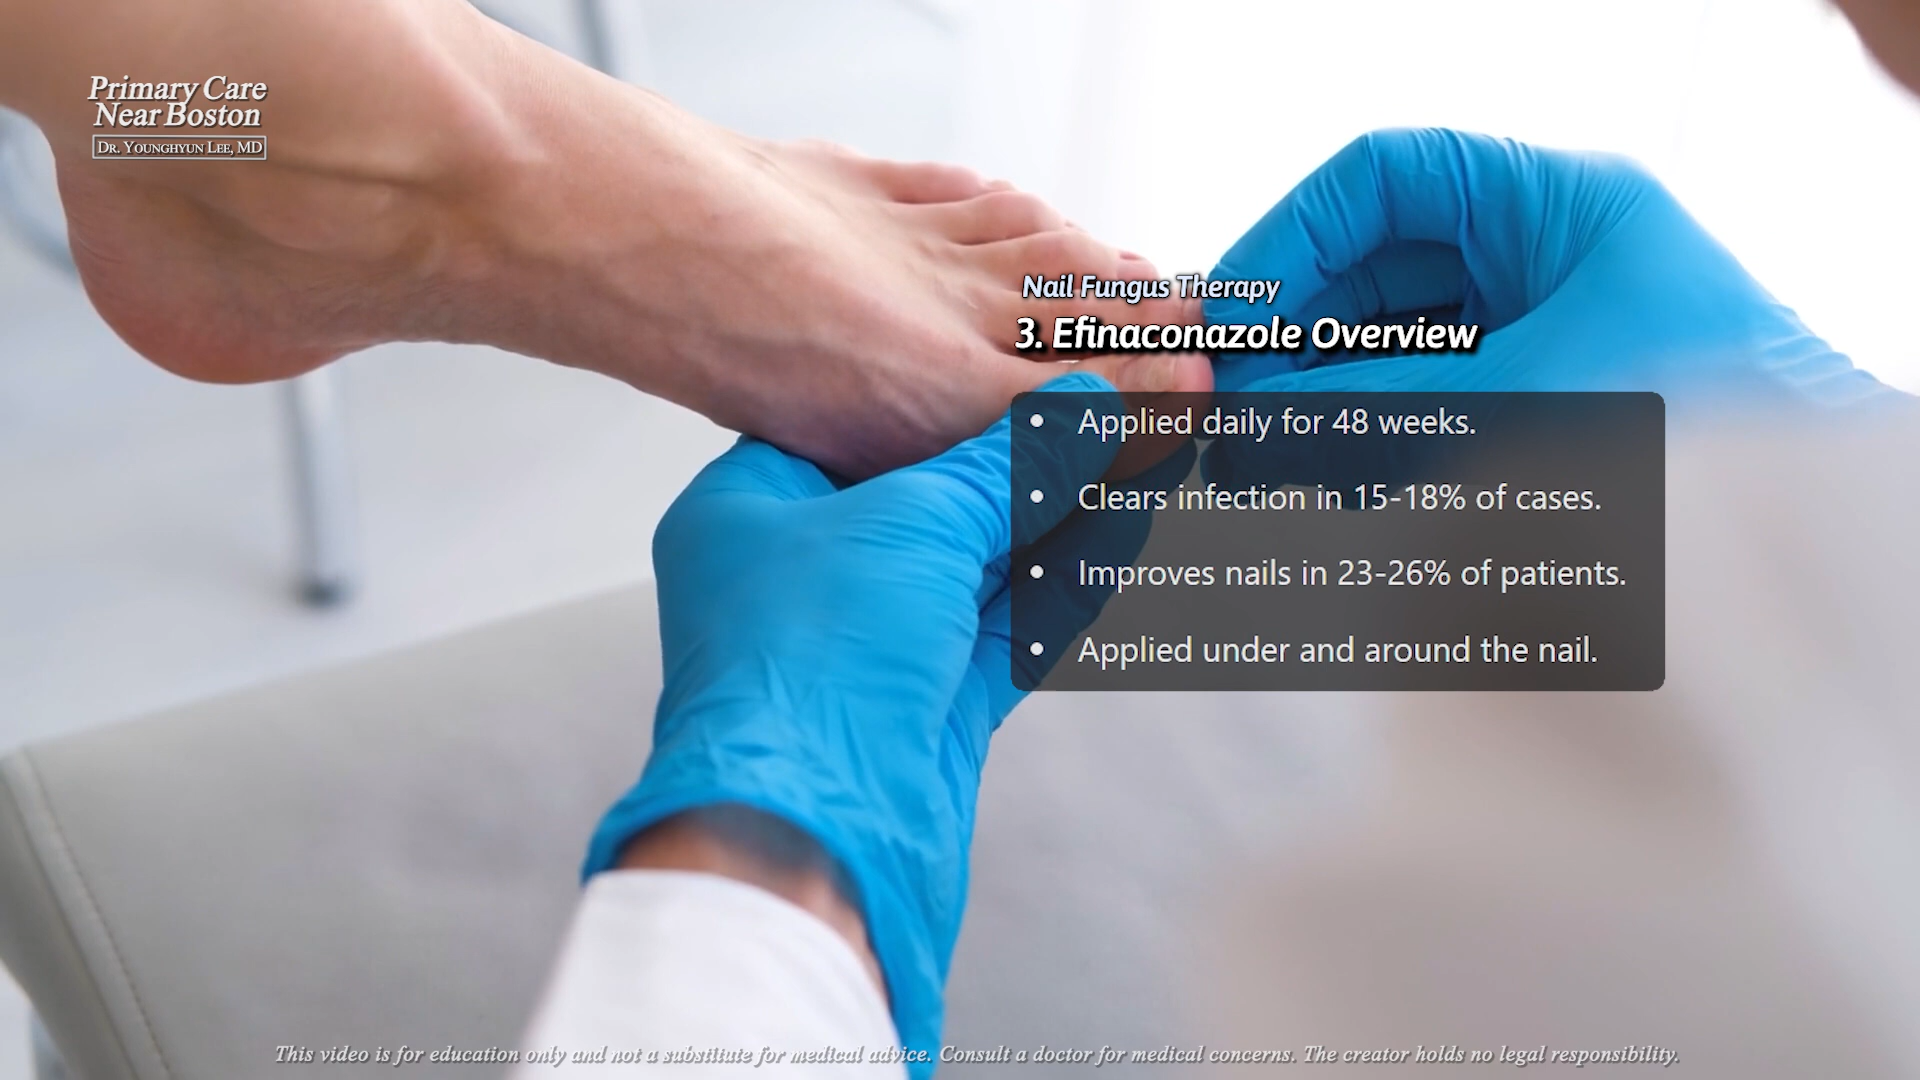 Primary Care
Near Boston
DR. YOUNGHYUN LEE, MD
Nail Fungus Therapy
3. Efinaconazole Overview
• Applied daily for 48 weeks.
• Clears infection in 15-18% of cases.
• Improves nails in 23-26% of patients.
• Applied under and around the nail.
This video is for education only and not a substitute for medical advice. Consult a doctor for medical concerns. The creator holds no legal responsibility.